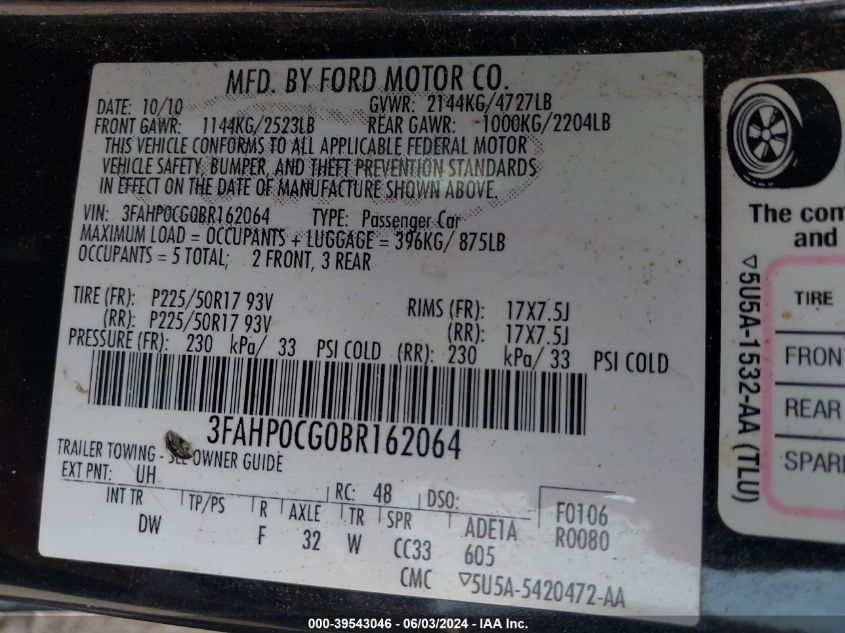 MFD. BY FORD MOTOR CO.
DATE: 10/10 GVWR: 2144KG/4727LB
FRONT GAWR: 1144KG/2523LB REAR GAWR: 1000KG/2204LB
THIS VEHICLE CONFORMS TO ALL APPLICABLE FEDERAL MOTOR
VEHICLE SAFETY, BUMPER, AND THEFT PREVENTION STANDARDS
IN EFFECT ON THE DATE OF MANUFACTURE SHOWN ABOVE.
VIN: 3FAHP0CG0BR162064 TYPE: Passenger Car
MAXIMUM LOAD = OCCUPANTS + LUGGAGE = 396KG/ 875LB
OCCUPANTS = 5 TOTAL; 2 FRONT, 3 REAR
TIRE (FR): P225/50R17 93V RIMS (FR): 17X7.5J
(RR): P225/50R17 93V (RR): 17X7.5J
PRESSURE (FR): 230 kPa/ 33 PSI COLD (RR): 230 kPa/ 33 PSI COLD
3FAHP0CG0BR162064
TRAILER TOWING - SEE OWNER GUIDE
EXT PNT: UH RC: 48 DSO: F0106
INT TR TP/PS R AXLE TR SPR ADE1A R0080
DW F 32 W CC33 605
CMC ▽5U5A-5420472-AA
The com
and
TIRE
FRONT
REAR
SPAR
▽5U5A-1532-AA (TLU)
000-39543046 - 06/03/2024 - IAA Inc.